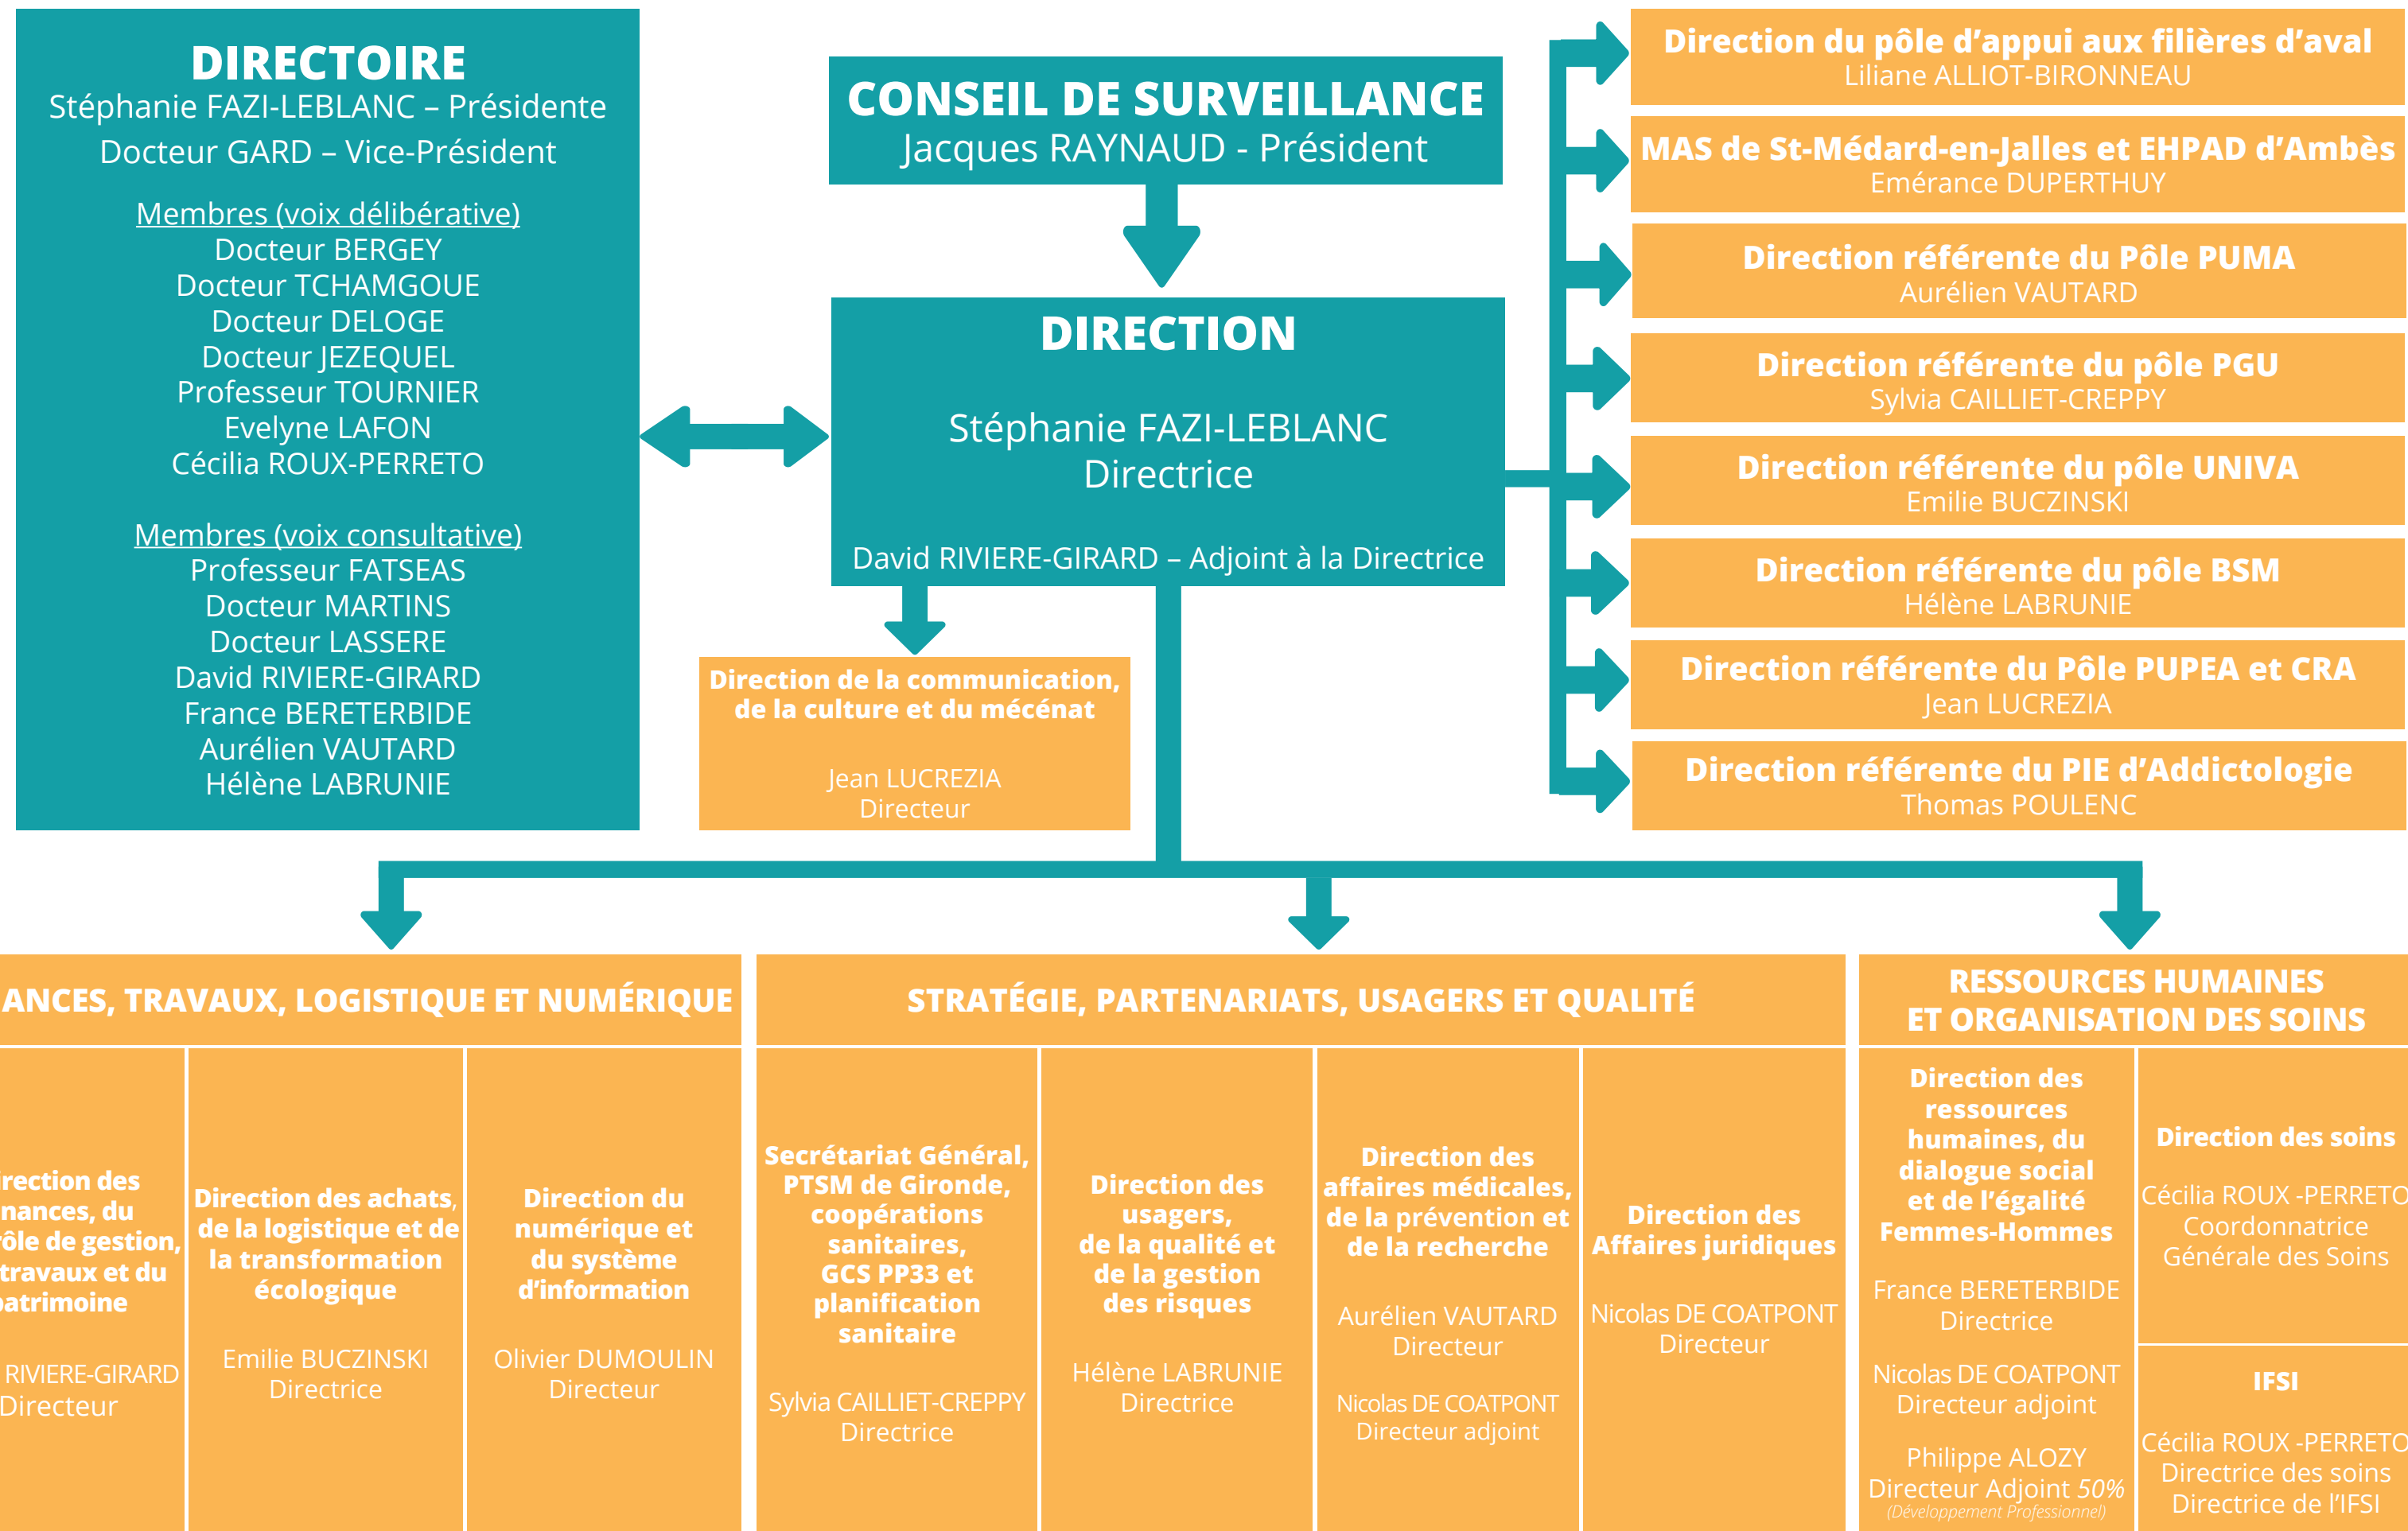 DIRECTOIRE
Stéphanie FAZI-LEBLANC – Présidente
Docteur GARD – Vice-Président
Membres (voix délibérative)
Docteur BERGEY
Docteur TCHAMGOUE
Docteur DELOGE
Docteur JEZEQUEL
Professeur TOURNIER
Evelyne LAFON
Cécilia ROUX-PERRETO
Membres (voix consultative)
Professeur FATSEAS
Docteur MARTINS
Docteur LASSERE
David RIVIERE-GIRARD
France BERETERBIDE
Aurélien VAUTARD
Hélène LABRUNIE
CONSEIL DE SURVEILLANCE
Jacques RAYNAUD - Président
DIRECTION
Stéphanie FAZI-LEBLANC
Directrice
David RIVIERE-GIRARD – Adjoint à la Directrice
Direction de la communication,
de la culture et du mécénat
Jean LUCREZIA
Directeur
Direction du pôle d’appui aux filières d’aval
Liliane ALLIOT-BIRONNEAU
MAS de St-Médard-en-Jalles et EHPAD d’Ambès
Emérance DUPERTHUY
Direction référente du Pôle PUMA
Aurélien VAUTARD
Direction référente du pôle PGU
Sylvia CAILLIET-CREPPY
Direction référente du pôle UNIVA
Emilie BUCZINSKI
Direction référente du pôle BSM
Hélène LABRUNIE
Direction référente du Pôle PUPEA et CRA
Jean LUCREZIA
Direction référente du PIE d’Addictologie
Thomas POULENC
ANCES, TRAVAUX, LOGISTIQUE ET NUMÉRIQUE
irection des
nances, du
ôle de gestion,
travaux et du
patrimoine
RIVIERE-GIRARD
Directeur
Direction des achats,
de la logistique et de
la transformation
écologique
Emilie BUCZINSKI
Directrice
Direction du
numérique et
du système
d’information
Olivier DUMOULIN
Directeur
STRATÉGIE, PARTENARIATS, USAGERS ET QUALITÉ
Secrétariat Général,
PTSM de Gironde,
coopérations
sanitaires,
GCS PP33 et
planification
sanitaire
Sylvia CAILLIET-CREPPY
Directrice
Direction des
usagers,
de la qualité et
de la gestion
des risques
Hélène LABRUNIE
Directrice
Direction des
affaires médicales,
de la prévention et
de la recherche
Aurélien VAUTARD
Directeur
Nicolas DE COATPONT
Directeur adjoint
Direction des
Affaires juridiques
Nicolas DE COATPONT
Directeur
RESSOURCES HUMAINES
ET ORGANISATION DES SOINS
Direction des
ressources
humaines, du
dialogue social
et de l’égalité
Femmes-Hommes
France BERETERBIDE
Directrice
Nicolas DE COATPONT
Directeur adjoint
Philippe ALOZY
Directeur Adjoint 50%
(Développement Professionnel)
Direction des soins
Cécilia ROUX -PERRETO
Coordonnatrice
Générale des Soins
IFSI
Cécilia ROUX -PERRETO
Directrice des soins
Directrice de l’IFSI